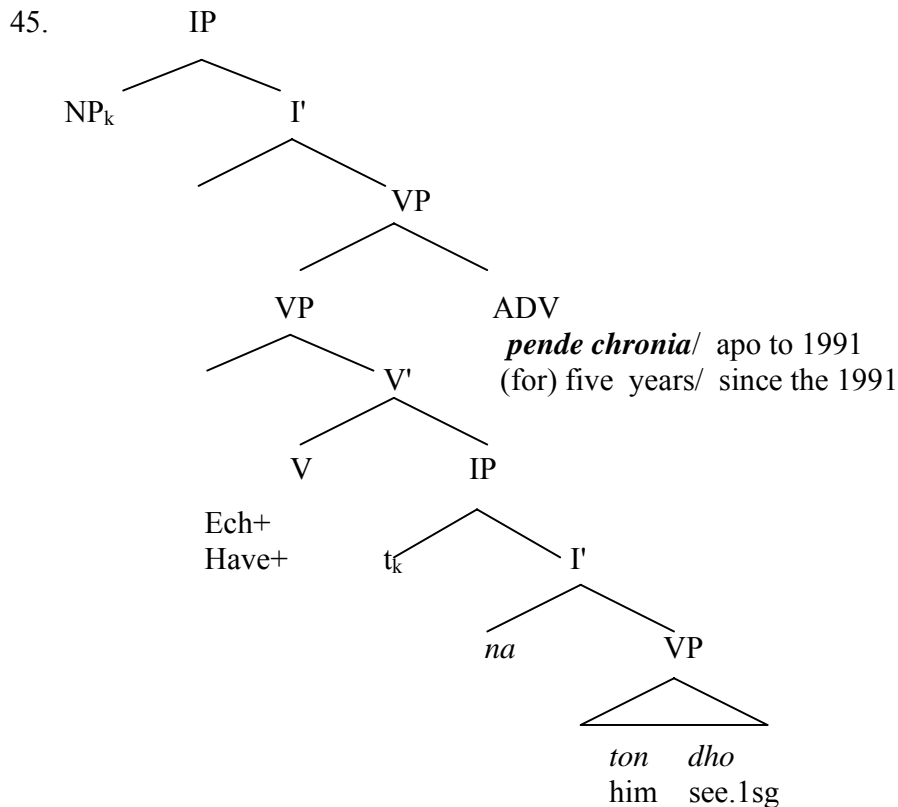 45. IP
NPk I'
VP
VP ADV
pende chronia/ apo to 1991
(for) five years/ since the 1991
V'
V IP
Ech+
Have+ tk I'
na VP
ton dho
him see.1sg